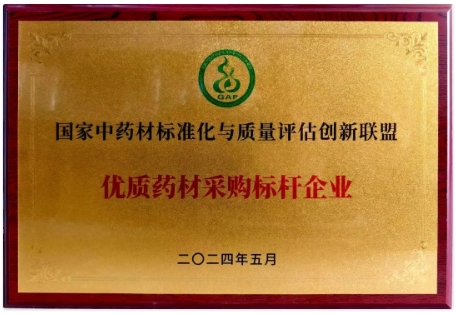 GAP
国家中药材标准化与质量评估创新联盟
优质药材采购标杆企业
二〇二四年五月